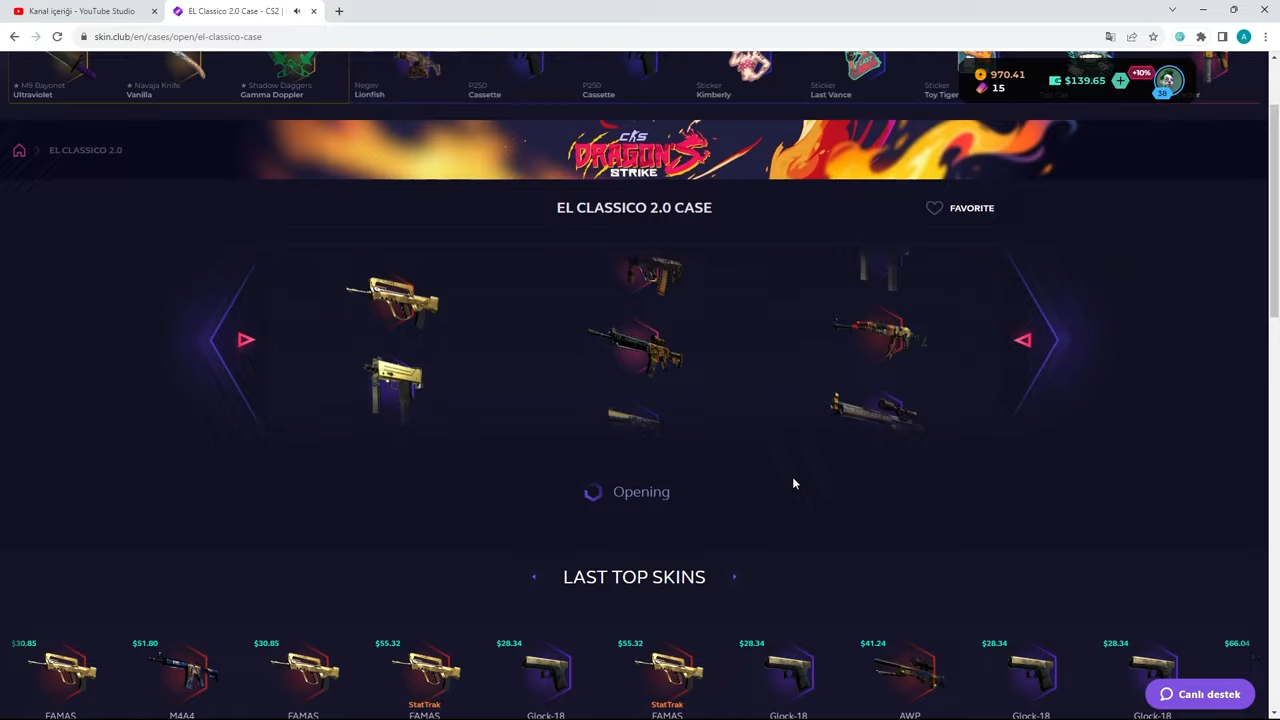 Kanal içeriği - YouTube Studio
EL Classico 2.0 Case - CS2 |
skin.club/en/cases/open/el-classico-case
★ M9 Bayonet
Ultraviolet
★ Navaja Knife
Vanilla
★ Shadow Daggers
Gamma Doppler
Negev
Lionfish
P250
Cassette
P250
Cassette
Sticker
Kimberly
Sticker
Last Vance
Sticker
Toy Tiger
970.41
15
$139.65
+10%
38
EL CLASSICO 2.0
CKS
DRAGON'S
STRIKE
EL CLASSICO 2.0 CASE
FAVORITE
Opening
LAST TOP SKINS
$30.85
FAMAS
$51.80
M4A4
$30.85
FAMAS
$55.32
StatTrak
FAMAS
$28.34
Glock-18
$55.32
StatTrak
FAMAS
$28.34
Glock-18
$41.24
AWP
$28.34
Glock-18
$28.34
Glock-18
$66.04
Canlı destek